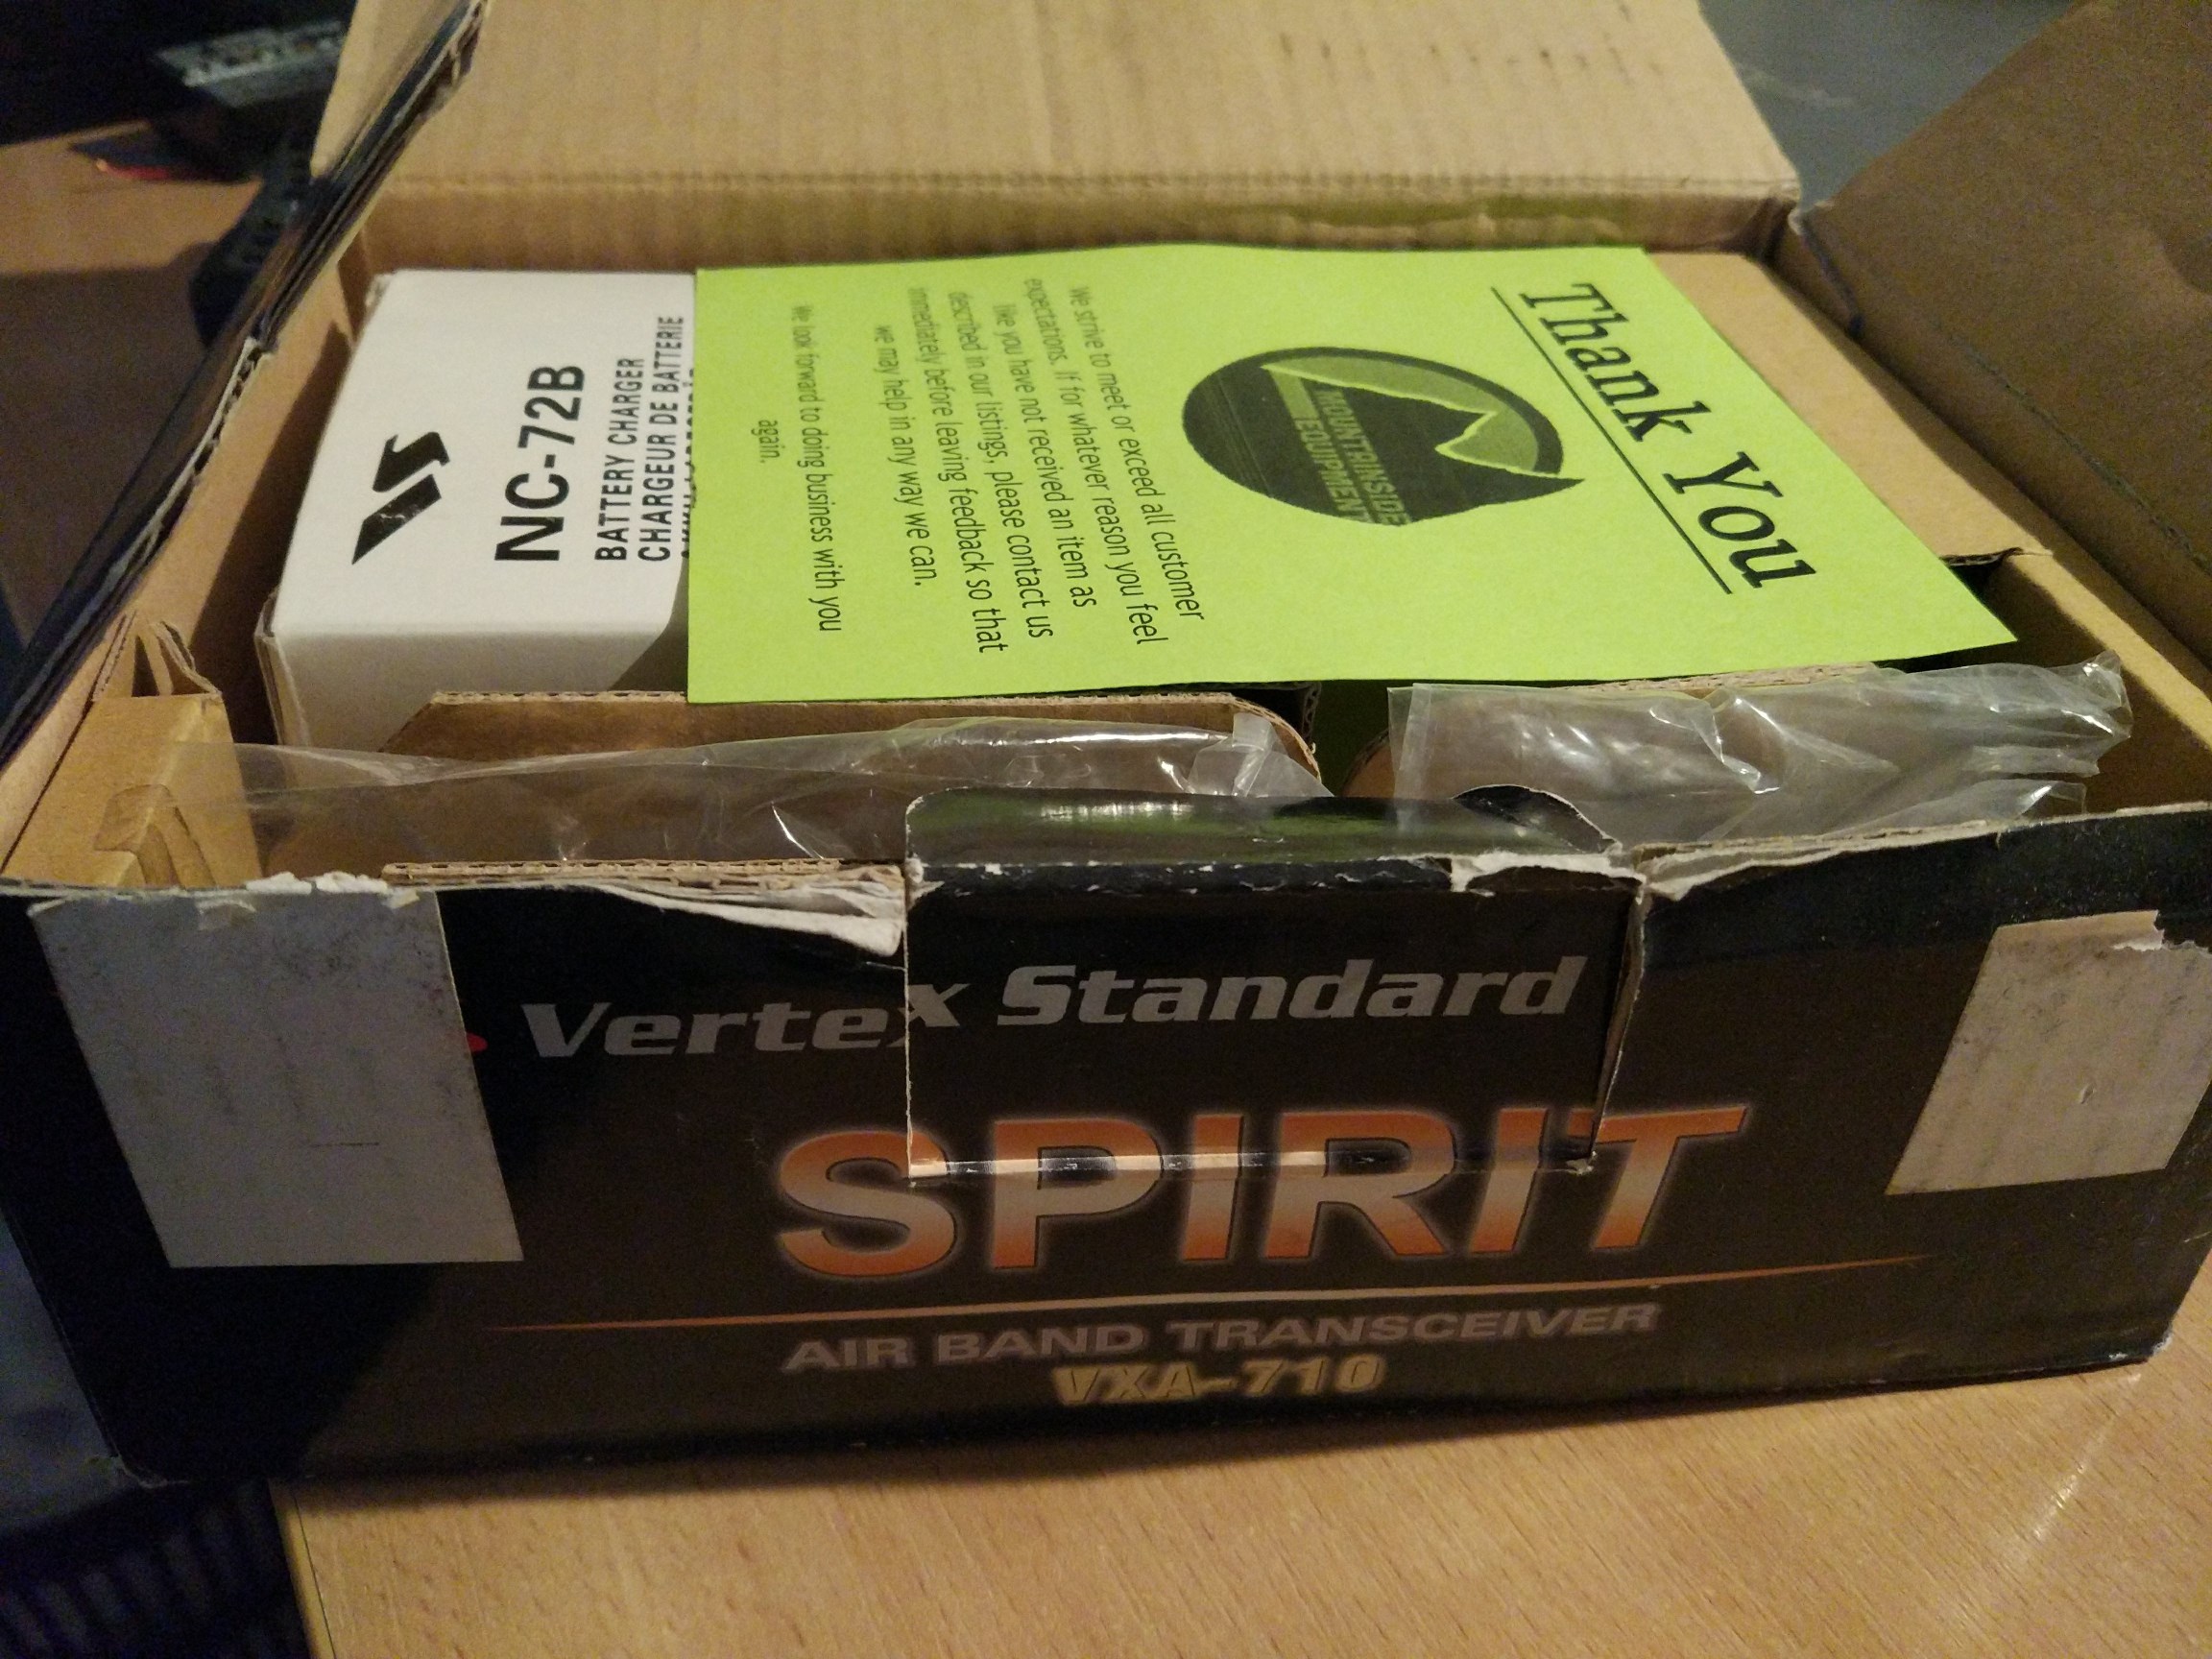 NC-72B
BATTERY CHARGER
CHARGEUR DE BATTERIE
Thank You
MOUNTAINSIDE
EQUIPMENT
We strive to meet or exceed all customer
expectations. If for whatever reason you feel
like you have not received an item as
described in our listings, please contact us
immediately before leaving feedback so that
we may help in any way we can.
We look forward to doing business with you
again.
Vertex Standard
SPIRIT
AIR BAND TRANSCEIVER
VXA-710